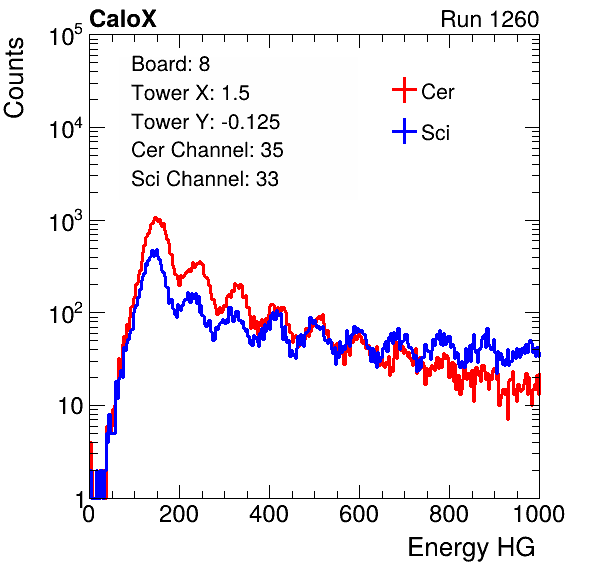 CaloX Run 1260
Counts
10^5
10^4
10^3
10^2
10
1
Board: 8
Tower X: 1.5
Tower Y: -0.125
Cer Channel: 35
Sci Channel: 33
Cer
Sci
0 200 400 600 800 1000
Energy HG